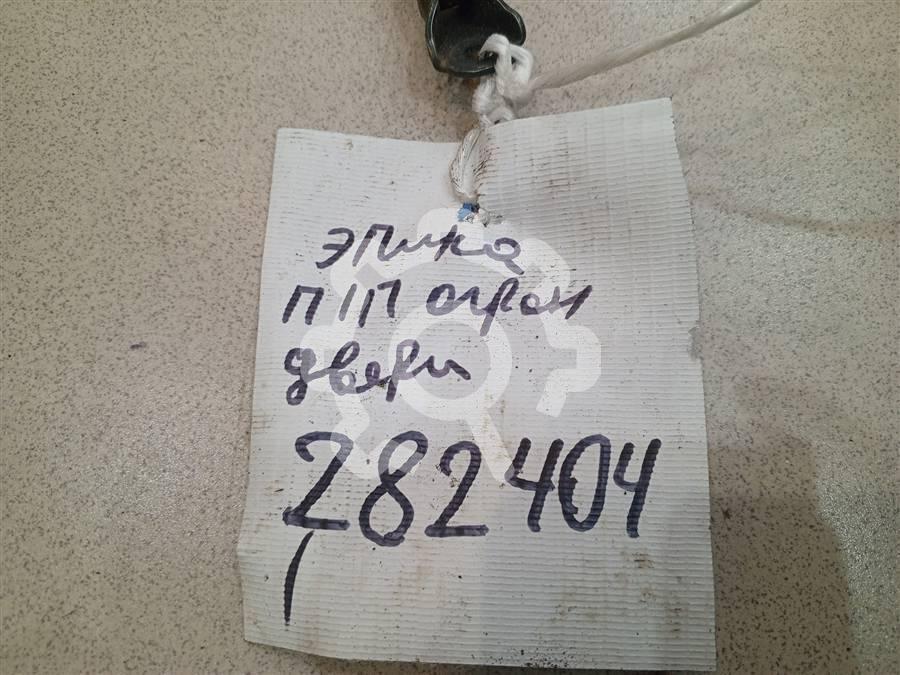 Эпика
П/П огран
двери
282404
/